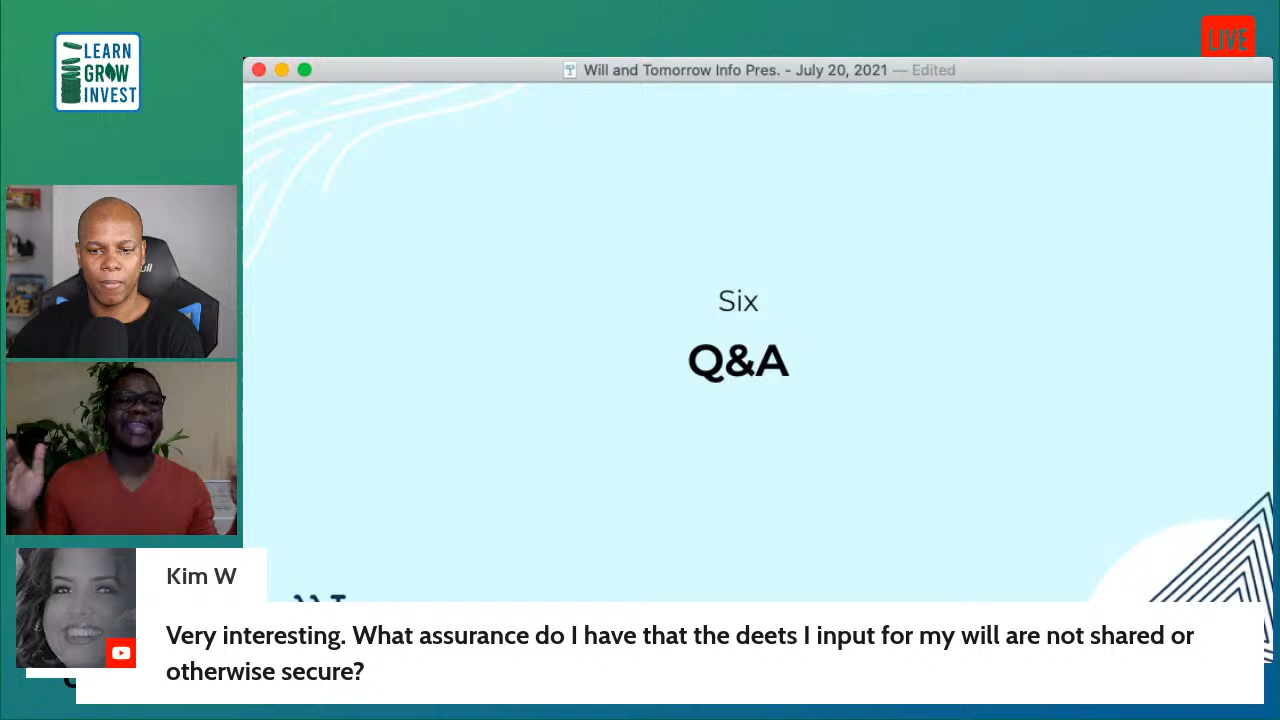 LEARN
GROW
INVEST
LIVE
Will and Tomorrow Info Pres. - July 20, 2021 — Edited
Six
Q&A
Kim W
Very interesting. What assurance do I have that the deets I input for my will are not shared or
otherwise secure?